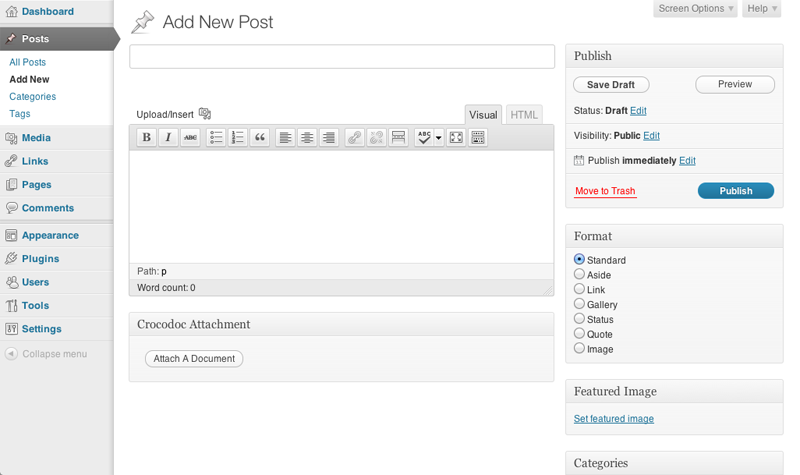 Dashboard
Posts
All Posts
Add New
Categories
Tags
Media
Links
Pages
Comments
Appearance
Plugins
Users
Tools
Settings
Collapse menu
Screen Options
Help
Add New Post
Upload/Insert
Visual
HTML
B I ABC ABC
Path: p
Word count: 0
Crocodoc Attachment
Attach A Document
Publish
Save Draft
Preview
Status: Draft Edit
Visibility: Public Edit
Publish immediately Edit
Move to Trash
Publish
Format
Standard
Aside
Link
Gallery
Status
Quote
Image
Featured Image
Set featured image
Categories